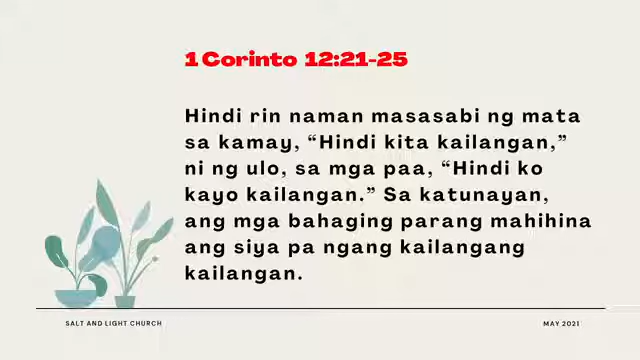 1 Corinto 12:21-25
Hindi rin naman masasabi ng mata
sa kamay, “Hindi kita kailangan,”
ni ng ulo, sa mga paa, “Hindi ko
kayo kailangan.” Sa katunayan,
ang mga bahaging parang mahihina
ang siya pa ngang kailangang
kailangan.
SALT AND LIGHT CHURCH
MAY 2021